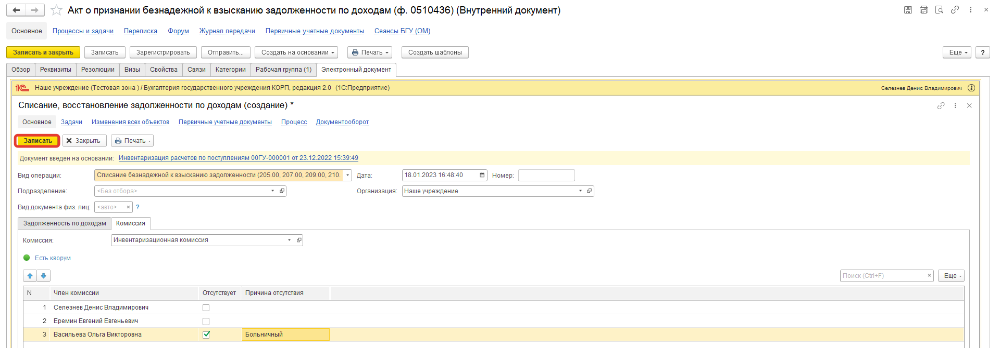 Акт о признании безнадежной к взысканию задолженности по доходам (ф. 0510436) (Внутренний документ)
Основное Процессы и задачи Переписка Форум Журнал передачи Первичные учетные документы Сеансы БГУ (ОМ)
Записать и закрыть Записать Зарегистрировать Отправить... Создать на основании Печать Создать шаблоны Еще ?
Обзор Реквизиты Резолюции Визы Свойства Связи Категории Рабочая группа (1) Электронный документ
1С Наше учреждение (Тестовая зона ) / Бухгалтерия государственного учреждения КОРП, редакция 2.0 (1С:Предприятие) Селезнев Денис Владимирович
Списание, восстановление задолженности по доходам (создание) *
Основное Задачи Изменения всех объектов Первичные учетные документы Процесс Документооборот
Записать Закрыть Печать
Документ введен на основании: Инвентаризация расчетов по поступлениям 00ГУ-000001 от 23.12.2022 15:39:49
Вид операции: Списание безнадежной к взысканию задолженности (205.00, 207.00, 209.00, 210. Дата: 18.01.2023 16:48:40 Номер:
Подразделение: <Без отбора> Организация: Наше учреждение
Вид документа физ. лиц: <авто> × ?
Задолженность по доходам Комиссия
Комиссия: Инвентаризационная комиссия
Есть кворум
Поиск (Ctrl+F) × Еще
N Член комиссии Отсутствует Причина отсутствия
1 Селезнев Денис Владимирович
2 Еремин Евгений Евгеньевич
3 Васильева Ольга Викторовна Больничный